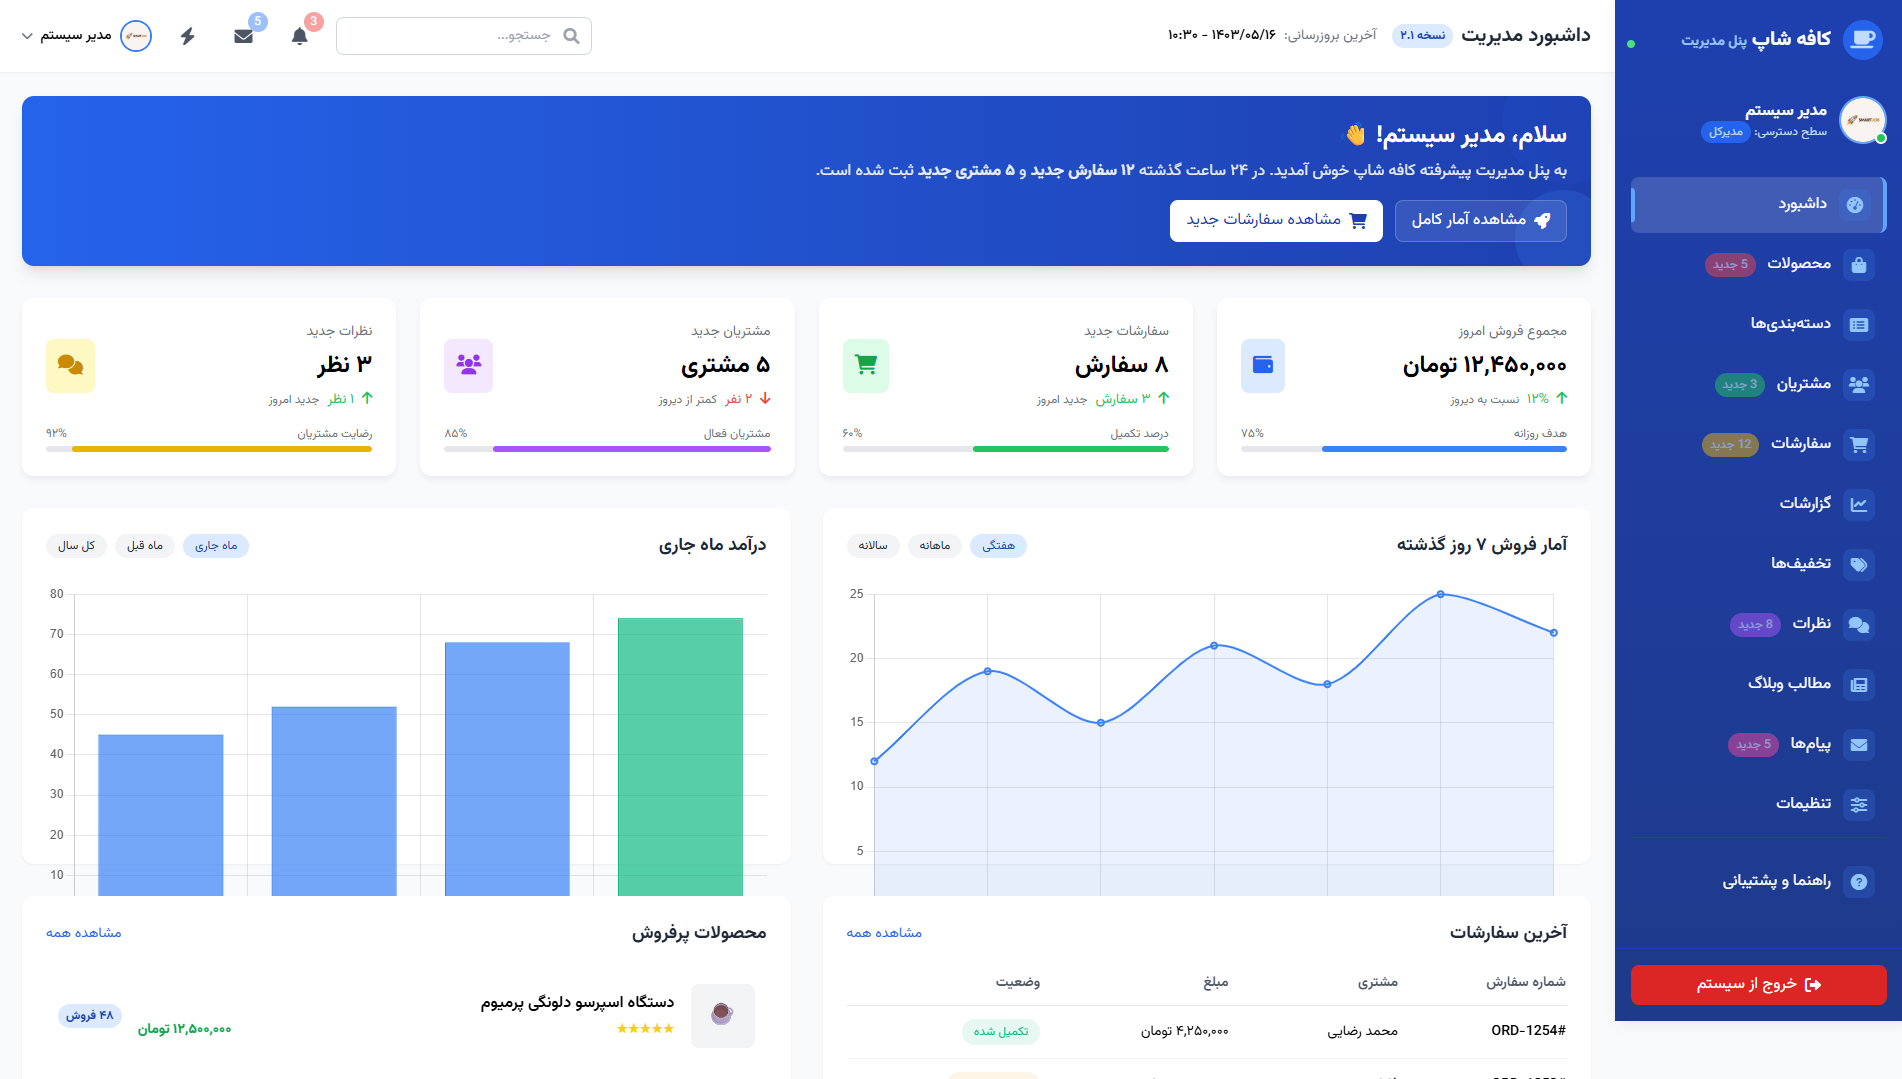 کافه شاپ پنل مدیریت
مدیر سیستم
سطح دسترسی: مدیرکل
داشبورد
محصولات 5 جدید
دسته‌بندی‌ها
مشتریان 3 جدید
سفارشات 12 جدید
گزارشات
تخفیف‌ها
نظرات 8 جدید
مطالب وبلاگ
پیام‌ها 5 جدید
تنظیمات
راهنما و پشتیبانی
خروج از سیستم
داشبورد مدیریت نسخه ۲.۱ آخرین بروزرسانی: ۱۴۰۳/۰۵/۱۶ - ۱۰:۳۰
جستجو...
3
5
مدیر سیستم
سلام، مدیر سیستم! 👋
به پنل مدیریت پیشرفته کافه شاپ خوش آمدید. در ۲۴ ساعت گذشته ۱۲ سفارش جدید و ۵ مشتری جدید ثبت شده است.
مشاهده آمار کامل
مشاهده سفارشات جدید
مجموع فروش امروز
۱۲,۴۵۰,۰۰۰ تومان
۱۲% نسبت به دیروز
هدف روزانه ۷۵%
سفارشات جدید
۸ سفارش
۳ سفارش جدید امروز
درصد تکمیل ۶۰%
مشتریان جدید
۵ مشتری
۲ نفر کمتر از دیروز
مشتریان فعال ۸۵%
نظرات جدید
۳ نظر
۱ نظر جدید امروز
رضایت مشتریان ۹۲%
آمار فروش ۷ روز گذشته
هفتگی ماهانه سالانه
25
20
15
10
5
درآمد ماه جاری
ماه جاری ماه قبل کل سال
80
70
60
50
40
30
20
10
آخرین سفارشات مشاهده همه
شماره سفارش مشتری مبلغ وضعیت
ORD-1254# محمد رضایی ۴,۲۵۰,۰۰۰ تومان تکمیل شده
محصولات پرفروش مشاهده همه
دستگاه اسپرسو دلونگی پرمیوم
★★★★★
۱۲,۵۰۰,۰۰۰ تومان
۴۸ فروش